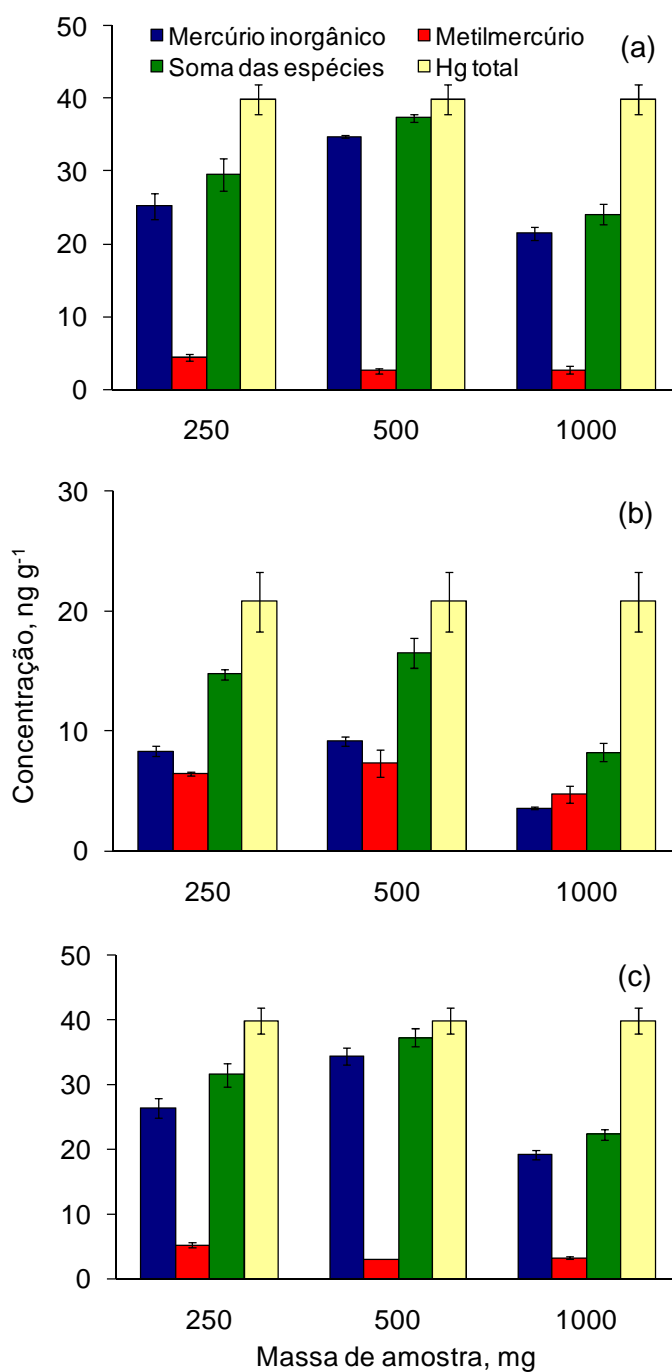 50
40
30
20
10
0
Mercúrio inorgânico
Metilmercúrio
Soma das espécies
Hg total
(a)
250
500
1000
30
20
10
0
(b)
250
500
1000
Concentração, ng g⁻¹
50
40
30
20
10
0
(c)
250
500
1000
Massa de amostra, mg